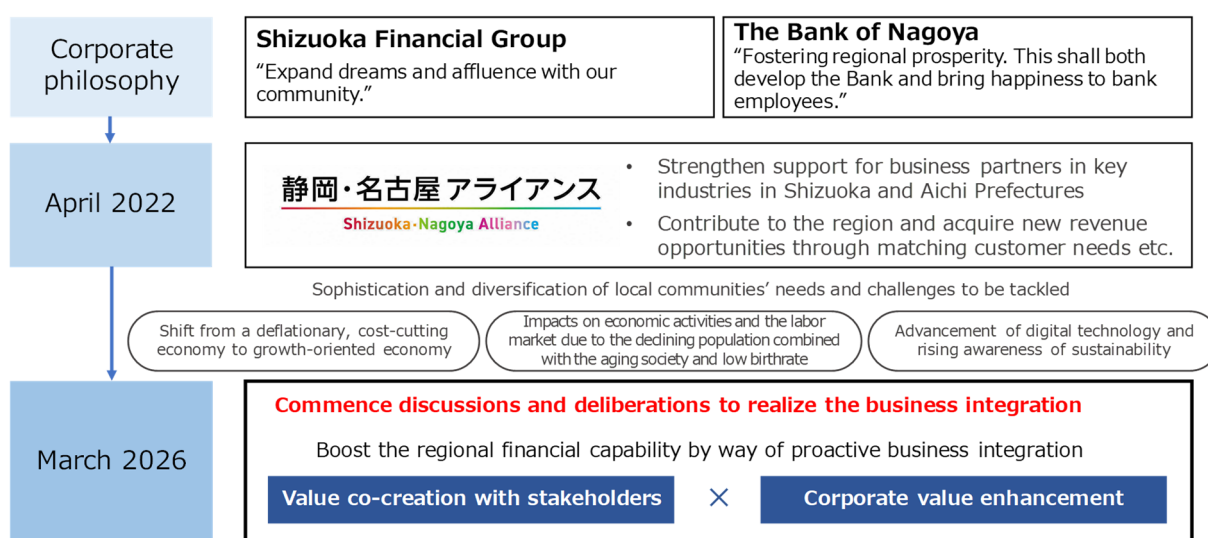 Corporate
philosophy
Shizuoka Financial Group
“Expand dreams and affluence with our
community.”
The Bank of Nagoya
“Fostering regional prosperity. This shall both
develop the Bank and bring happiness to bank
employees.”
April 2022
静岡・名古屋 アライアンス
Shizuoka・Nagoya Alliance
• Strengthen support for business partners in key
industries in Shizuoka and Aichi Prefectures
• Contribute to the region and acquire new revenue
opportunities through matching customer needs etc.
Sophistication and diversification of local communities’ needs and challenges to be tackled
Shift from a deflationary, cost-cutting
economy to growth-oriented economy
Impacts on economic activities and the labor
market due to the declining population combined
with the aging society and low birthrate
Advancement of digital technology and
rising awareness of sustainability
March 2026
Commence discussions and deliberations to realize the business integration
Boost the regional financial capability by way of proactive business integration
Value co-creation with stakeholders
×
Corporate value enhancement